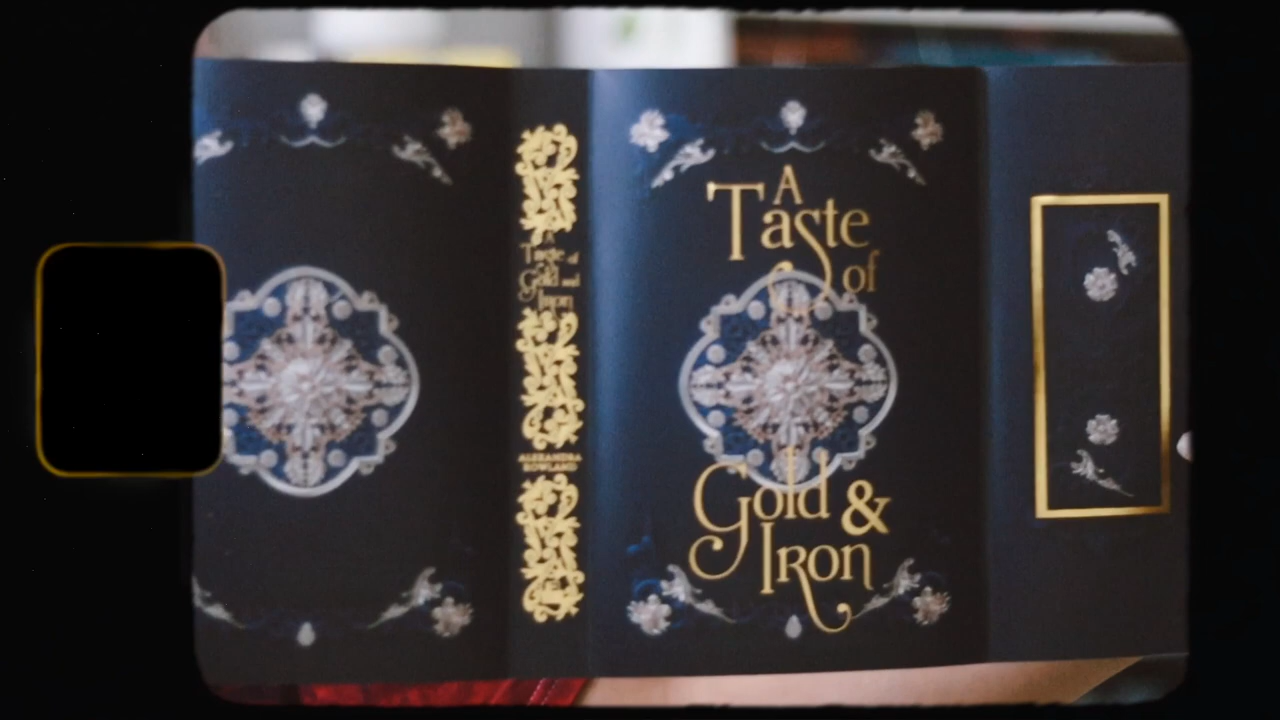 A
Taste of
Gold and
Iron
ALEXANDRA
ROWLAND
A
Taste
of
Gold &
Iron